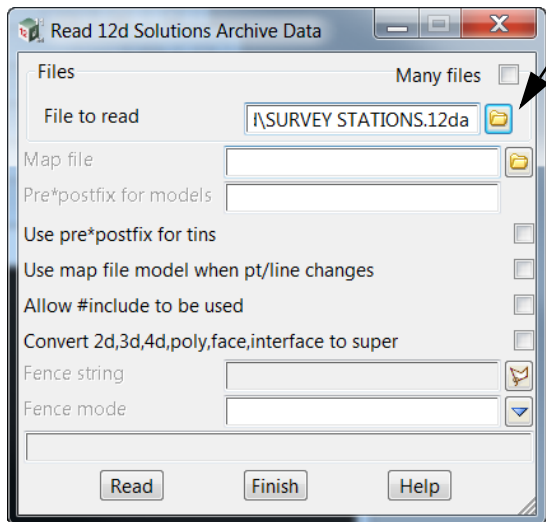 Read 12d Solutions Archive Data
Files
Many files
File to read
\SURVEY STATIONS.12da
Map file
Pre*postfix for models
Use pre*postfix for tins
Use map file model when pt/line changes
Allow #include to be used
Convert 2d,3d,4d,poly,face,interface to super
Fence string
Fence mode
Read
Finish
Help